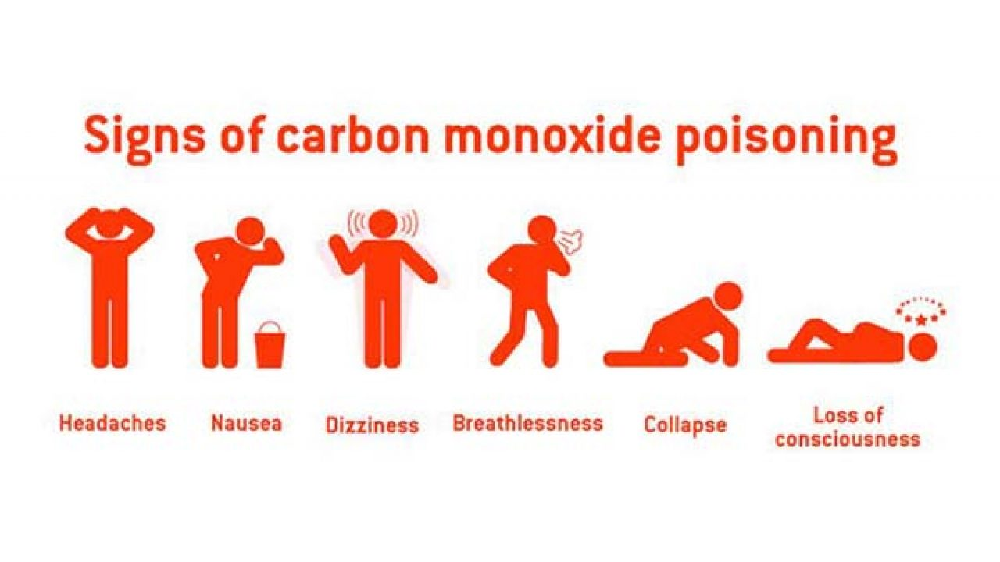 Signs of carbon monoxide poisoning
Headaches
Nausea
Dizziness
Breathlessness
Collapse
Loss of
consciousness